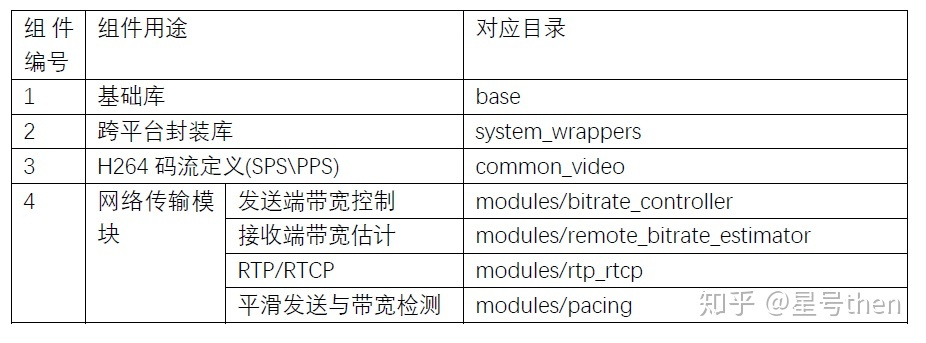 组件编号 组件用途 对应目录
1 基础库 base
2 跨平台封装库 system_wrappers
3 H264 码流定义(SPS\PPS) common_video
4 网络传输模块 发送端带宽控制 modules/bitrate_controller
接收端带宽估计 modules/remote_bitrate_estimator
RTP/RTCP modules/rtp_rtcp
平滑发送与带宽检测 modules/pacing
知乎 @星号then